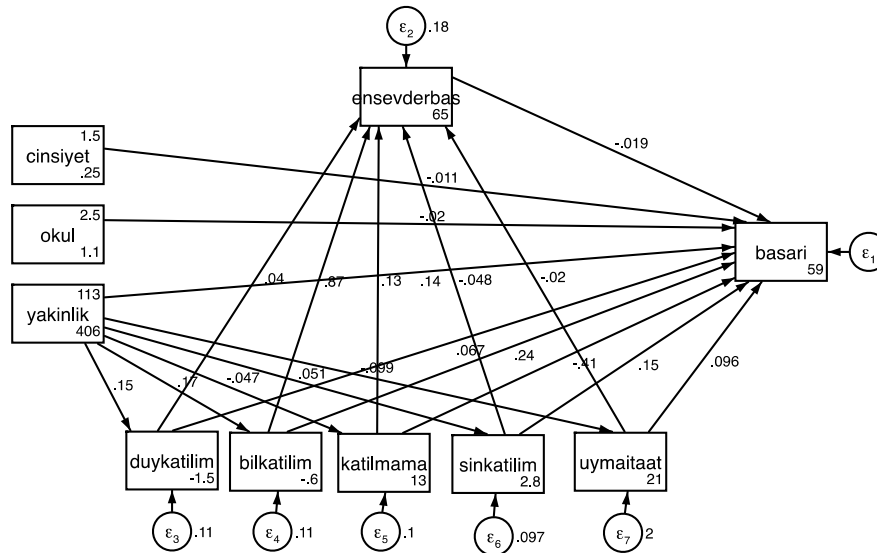 ε2
.18
ensevderbas
65
1.5
cinsiyet
.25
-.019
-.011
2.5
okul
1.1
-.02
basari
59
ε1
113
yakinlik
406
.04
.87
.13
.14
-.048
-.02
.15
.17
-.047
.051
-.099
.067
.24
-.41
.15
.096
duykatilim
-1.5
bilkatilim
-.6
katilmama
13
sinkatilim
2.8
uymaitaat
21
ε3
.11
ε4
.11
ε5
.1
ε6
.097
ε7
2